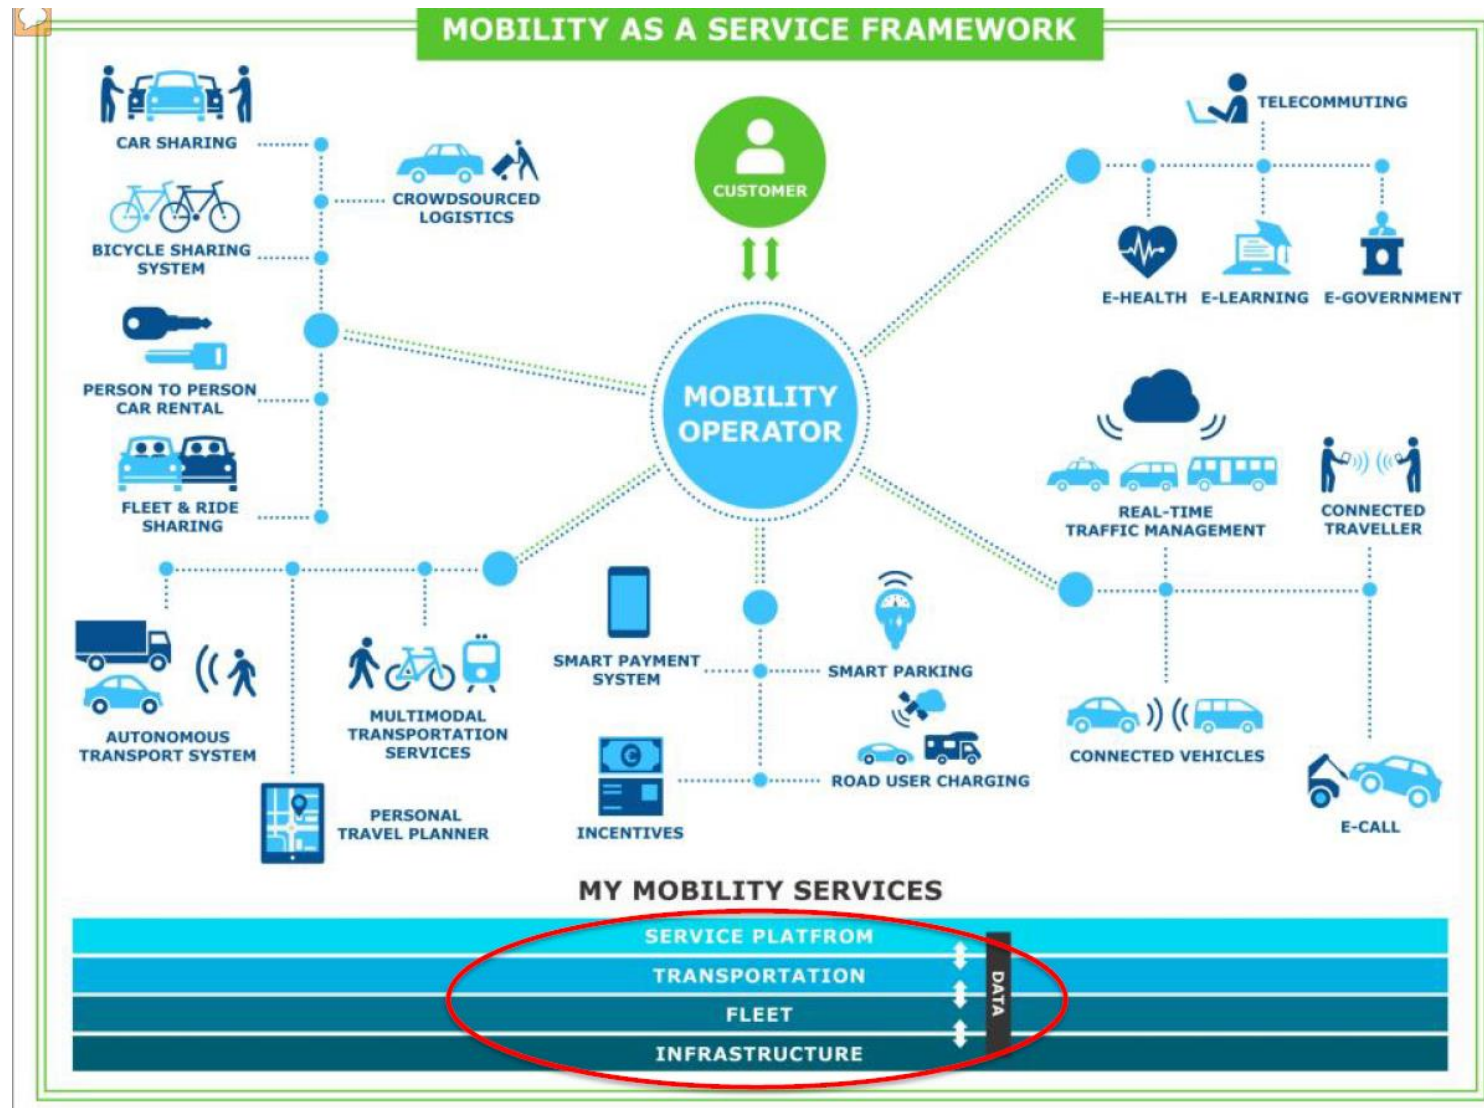 MOBILITY AS A SERVICE FRAMEWORK
CAR SHARING
CROWDSOURCED
LOGISTICS
BICYCLE SHARING
SYSTEM
PERSON TO PERSON
CAR RENTAL
FLEET & RIDE
SHARING
CUSTOMER
MOBILITY
OPERATOR
TELECOMMUTING
E-HEALTH
E-LEARNING
E-GOVERNMENT
REAL-TIME
TRAFFIC MANAGEMENT
CONNECTED
TRAVELLER
AUTONOMOUS
TRANSPORT SYSTEM
MULTIMODAL
TRANSPORTATION
SERVICES
PERSONAL
TRAVEL PLANNER
SMART PAYMENT
SYSTEM
SMART PARKING
INCENTIVES
ROAD USER CHARGING
CONNECTED VEHICLES
E-CALL
MY MOBILITY SERVICES
SERVICE PLATFROM
TRANSPORTATION
FLEET
INFRASTRUCTURE
DATA